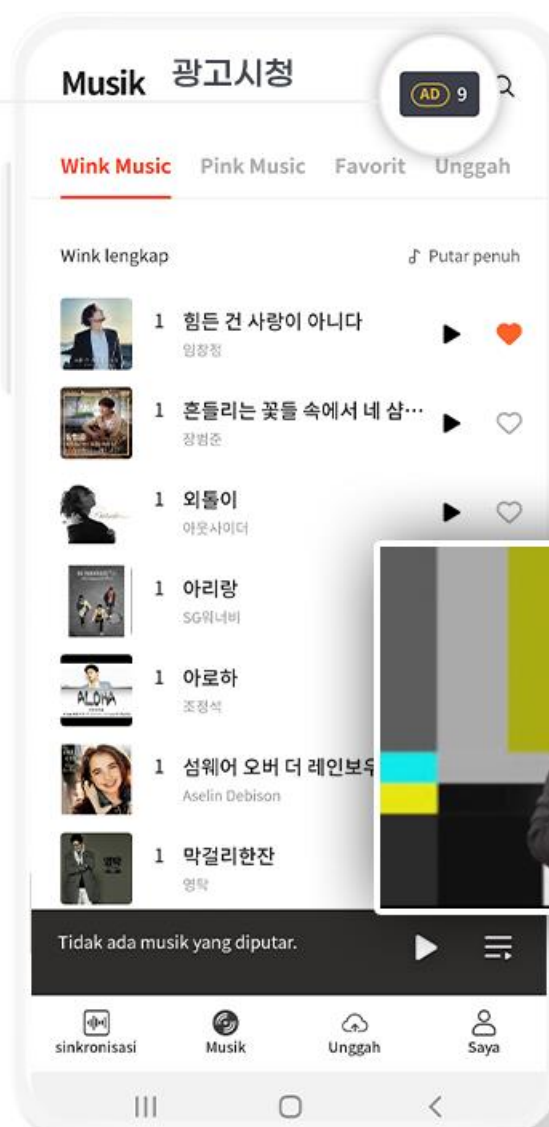 Musik 광고시청
AD 9
Wink Music Pink Music Favorit Unggah
Wink lengkap Putar penuh
1 힘든 건 사랑이 아니다
임창정
1 흔들리는 꽃들 속에서 네 샴…
장범준
1 외톨이
아웃사이더
1 아리랑
SG워너비
ALOHA
1 아로하
조정석
1 섬웨어 오버 더 레인보우
Aselin Debison
영탁
1 막걸리한잔
영탁
Tidak ada musik yang diputar.
sinkronisasi Musik Unggah Saya